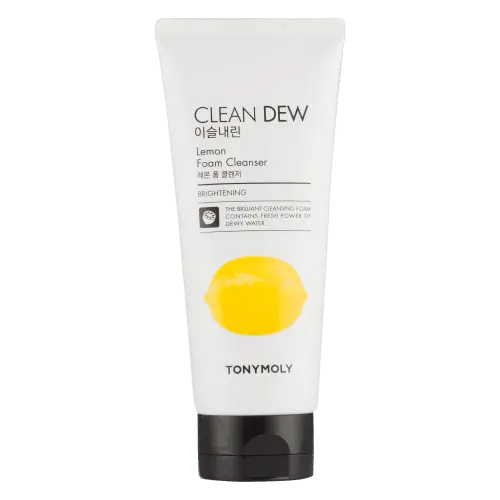 CLEAN DEW
이슬내린
Lemon
Foam Cleanser
레몬 폼 클렌저
BRIGHTENING
THE BRILLIANT CLEANSING FOAM
CONTAINS FRESH POWER OF
DEWY WATER.
TONYMOLY